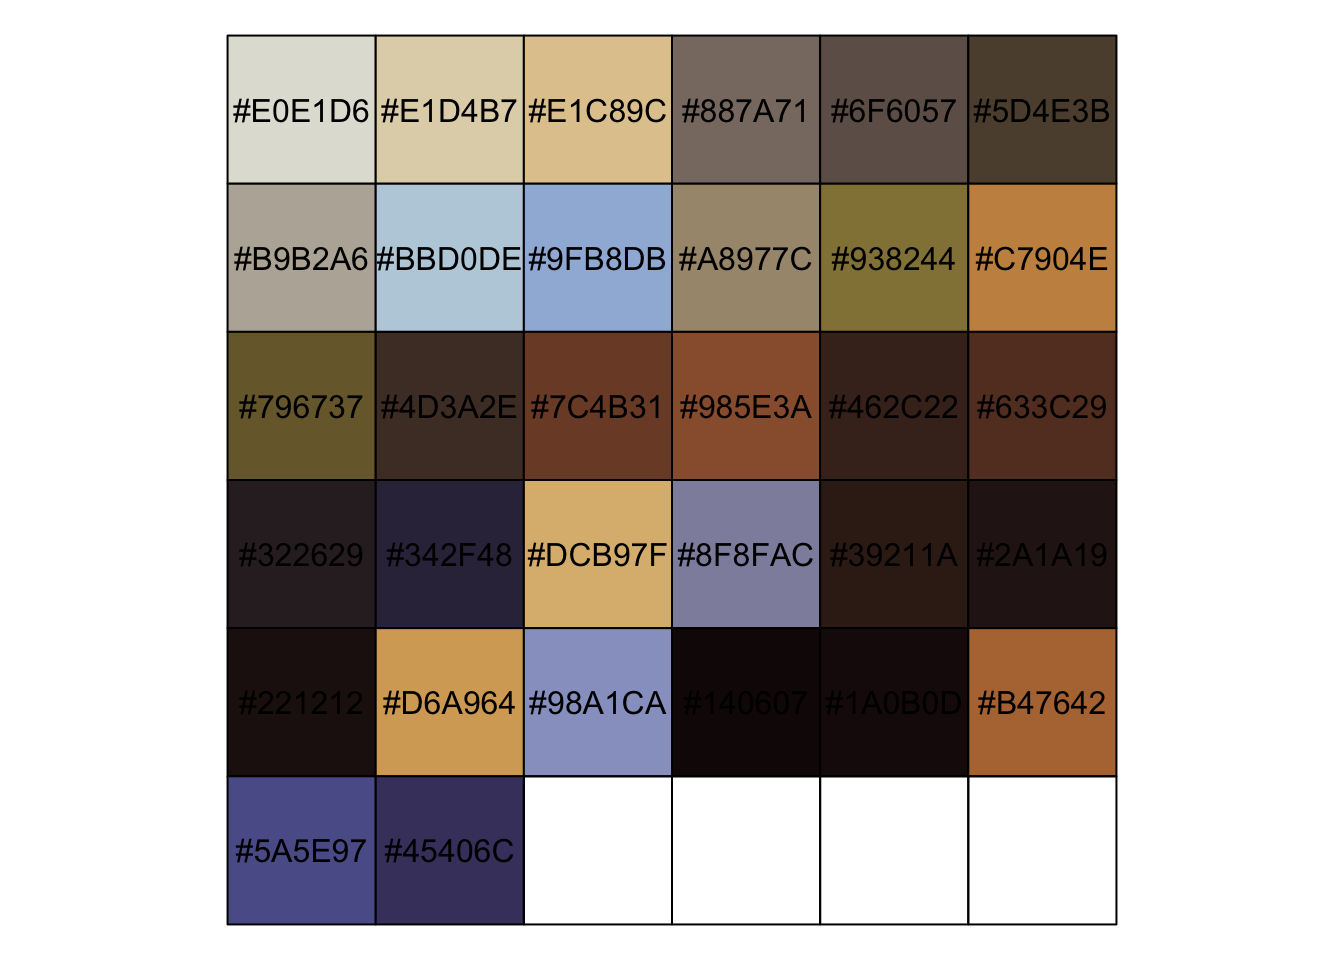 #E0E1D6 #E1D4B7 #E1C89C #887A71 #6F6057 #5D4E3B
#B9B2A6 #BBD0DE #9FB8DB #A8977C #938244 #C7904E
#796737 #4D3A2E #7C4B31 #985E3A #462C22 #633C29
#322629 #342F48 #DCB97F #8F8FAC #39211A #2A1A19
#221212 #D6A964 #98A1CA #140607 #1A0B0D #B47642
#5A5E97 #45406C